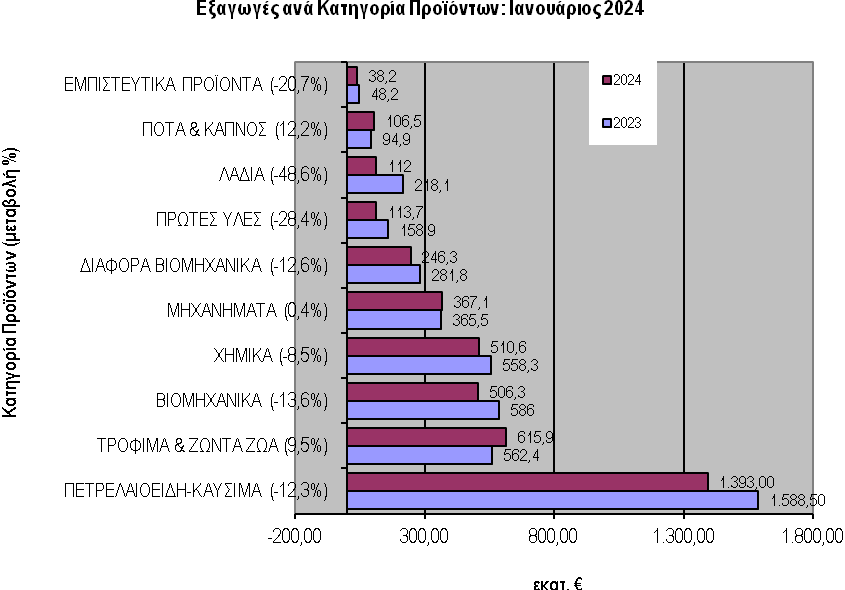 Εξαγωγές ανά Κατηγορία Προϊόντων: Ιανουάριος 2024
Κατηγορία Προϊόντων (μεταβολή %)
ΕΜΠΙΣΤΕΥΤΙΚΑ ΠΡΟΪΟΝΤΑ (-20,7%)
38,2
48,2
ΠΟΤΑ & ΚΑΠΝΟΣ (12,2%)
106,5
94,9
ΛΑΔΙΑ (-48,6%)
112
218,1
ΠΡΩΤΕΣ ΥΛΕΣ (-28,4%)
113,7
158,9
ΔΙΑΦΟΡΑ ΒΙΟΜΗΧΑΝΙΚΑ (-12,6%)
246,3
281,8
ΜΗΧΑΝΗΜΑΤΑ (0,4%)
367,1
365,5
ΧΗΜΙΚΑ (-8,5%)
510,6
558,3
ΒΙΟΜΗΧΑΝΙΚΑ (-13,6%)
506,3
586
ΤΡΟΦΙΜΑ & ΖΩΝΤΑ ΖΩΑ (9,5%)
615,9
562,4
ΠΕΤΡΕΛΑΙΟΕΙΔΗ-ΚΑΥΣΙΜΑ (-12,3%)
1.393,00
1.588,50
2024
2023
-200,00 300,00 800,00 1.300,00 1.800,00
εκατ. €